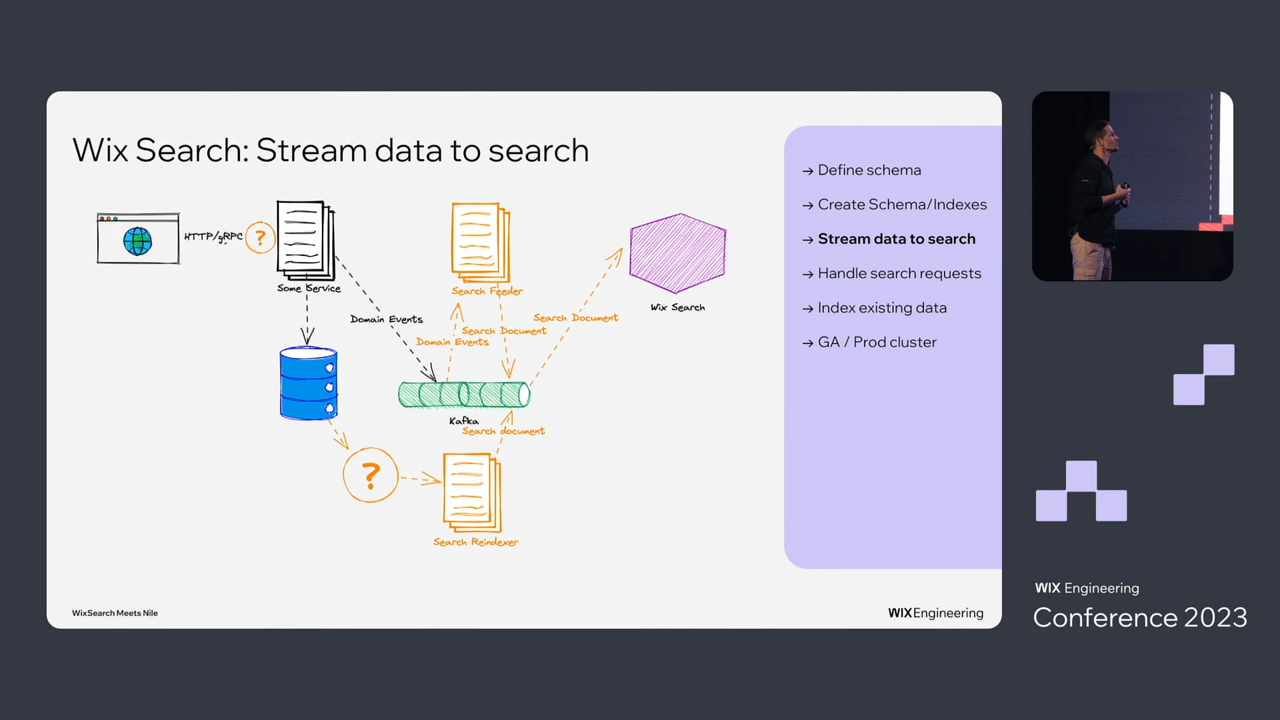 Wix Search: Stream data to search
HTTP/gRPC
?
Some Service
Search Feeder
Wix Search
Domain Events
Search Document
Search Document
Domain Events
Kafka
Search document
?
Search Reindexer
→ Define schema
→ Create Schema/Indexes
→ Stream data to search
→ Handle search requests
→ Index existing data
→ GA / Prod cluster
WixSearch Meets Nile
WIXEngineering
WIX Engineering
Conference 2023